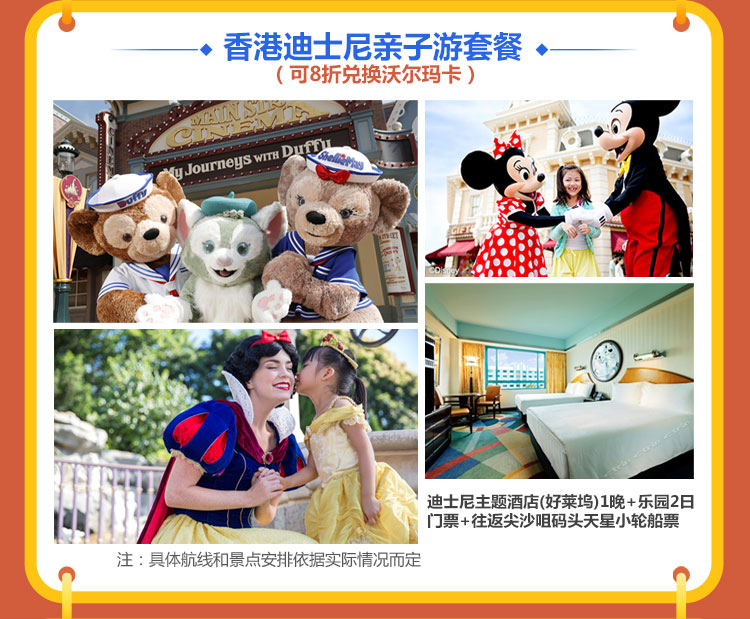 香港迪士尼亲子游套餐
（可8折兑换沃尔玛卡）
MAIN STREET
CINEMA
My Journeys with Duffy
Duffy
ShellieMay
GIFT
©Disney
迪士尼主题酒店(好莱坞)1晚+乐园2日
门票+往返尖沙咀码头天星小轮船票
注：具体航线和景点安排依据实际情况而定